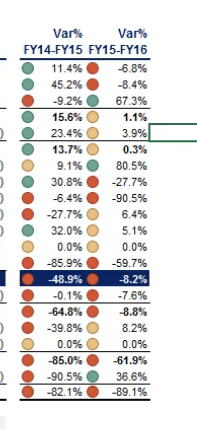 Var% Var%
FY14-FY15 FY15-FY16
11.4% -6.8%
45.2% -8.4%
-9.2% 67.3%
15.6% 1.1%
) 23.4% 3.9%
13.7% 0.3%
) 9.1% 80.5%
) 30.8% -27.7%
) -6.4% -90.5%
) -27.7% 6.4%
) 32.0% 5.1%
0.0% 0.0%
) -85.9% -59.7%
-48.9% -8.2%
) -0.1% -7.6%
-64.8% -8.8%
) -39.8% 8.2%
) 0.0% 0.0%
-85.0% -61.9%
) -90.5% 36.6%
-82.1% -89.1%